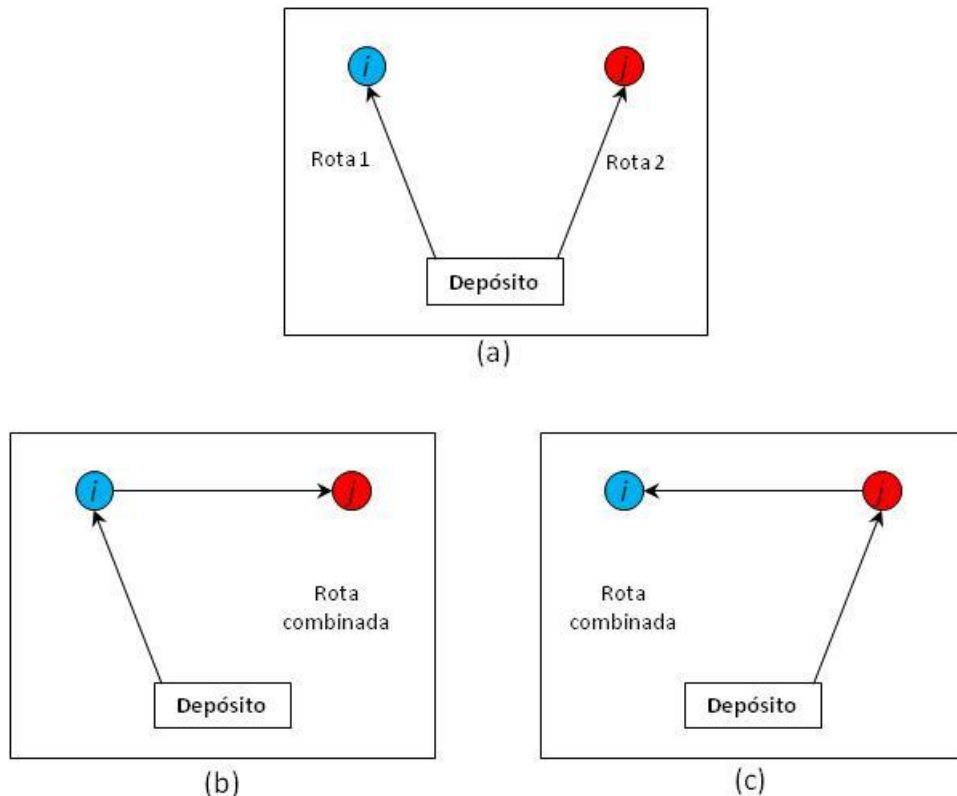 i
j
Rota 1
Rota 2
Depósito
(a)
i
j
Rota
combinada
Depósito
(b)
i
j
Rota
combinada
Depósito
(c)